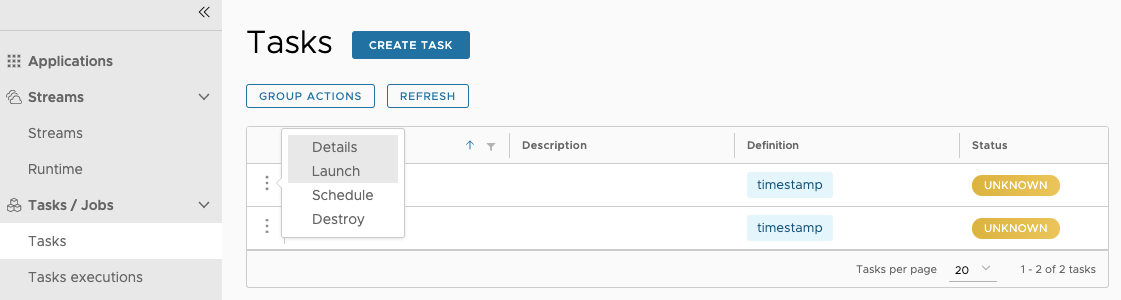 Applications
Streams
Streams
Runtime
Tasks / Jobs
Tasks
Tasks executions
Tasks CREATE TASK
GROUP ACTIONS REFRESH
Description Definition Status
Details
Launch
Schedule
Destroy
timestamp UNKNOWN
timestamp UNKNOWN
Tasks per page 20 1 - 2 of 2 tasks